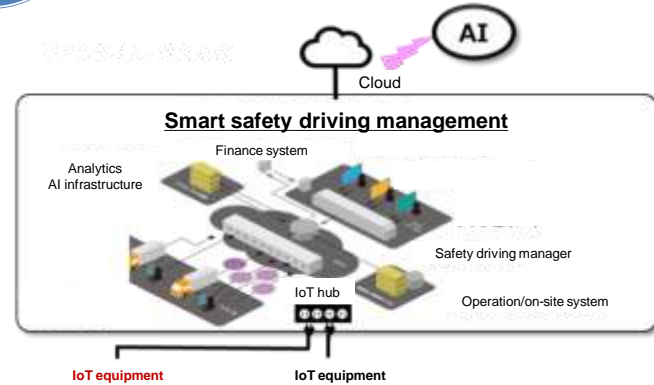 AI
Cloud
Smart safety driving management
Finance system
Analytics
AI infrastructure
Safety driving manager
IoT hub
Operation/on-site system
IoT equipment
IoT equipment